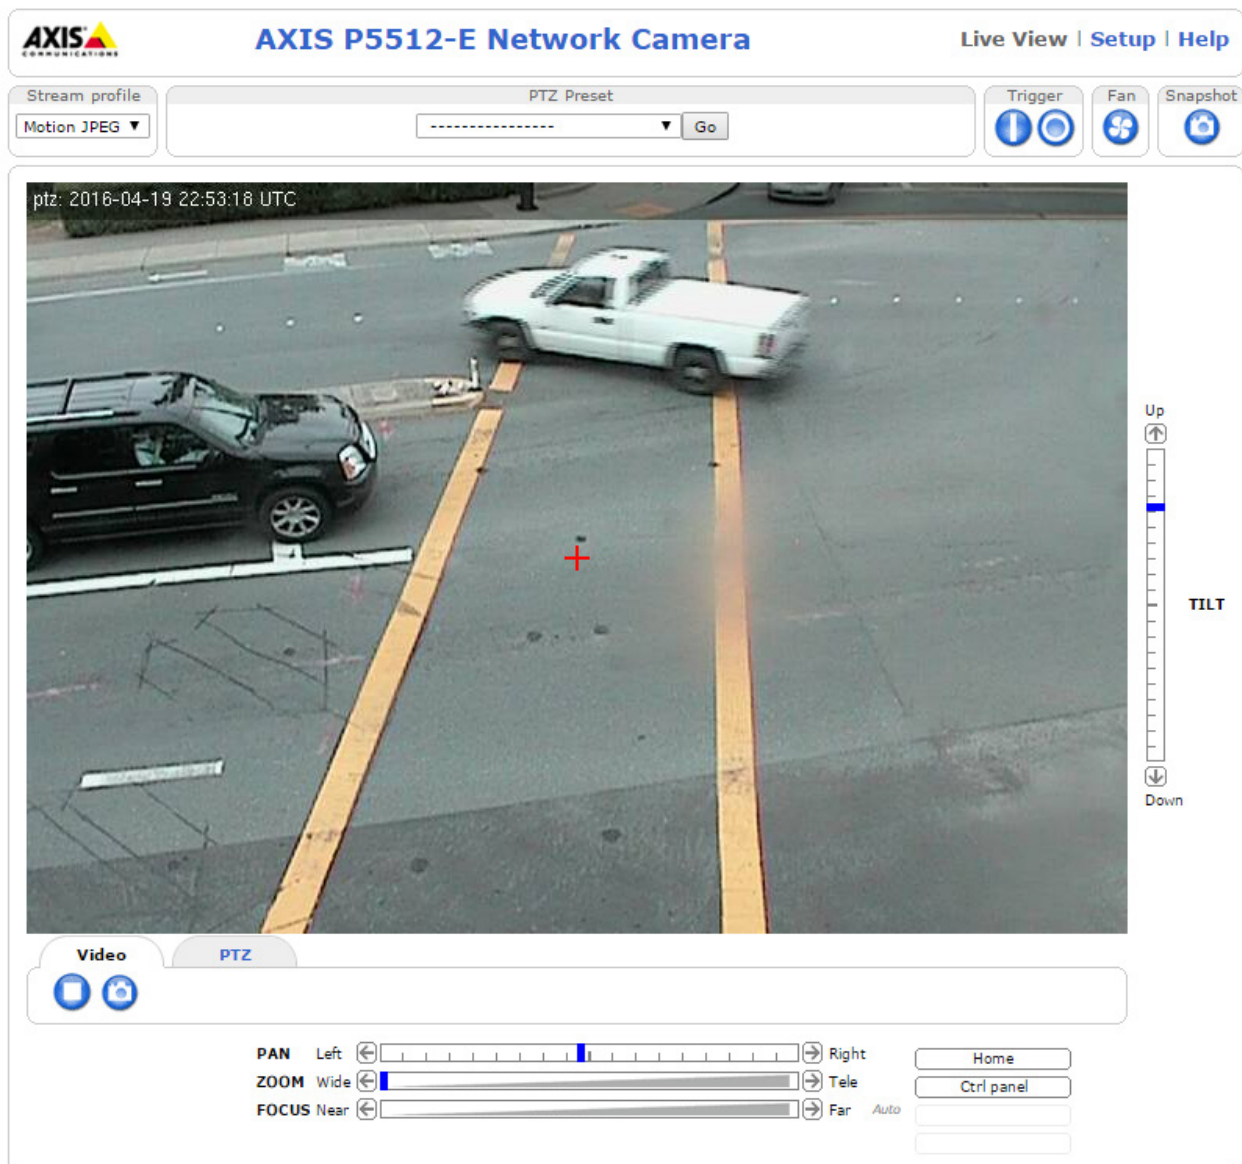 AXIS
COMMUNICATIONS
AXIS P5512-E Network Camera
Live View | Setup | Help
Stream profile
PTZ Preset
Trigger
Fan
Snapshot
Motion JPEG ▼
---------------- ▼
Go
ptz: 2016-04-19 22:53:18 UTC
Up
TILT
Down
Video
PTZ
PAN Left Right
Home
ZOOM Wide Tele
Ctrl panel
FOCUS Near Far Auto